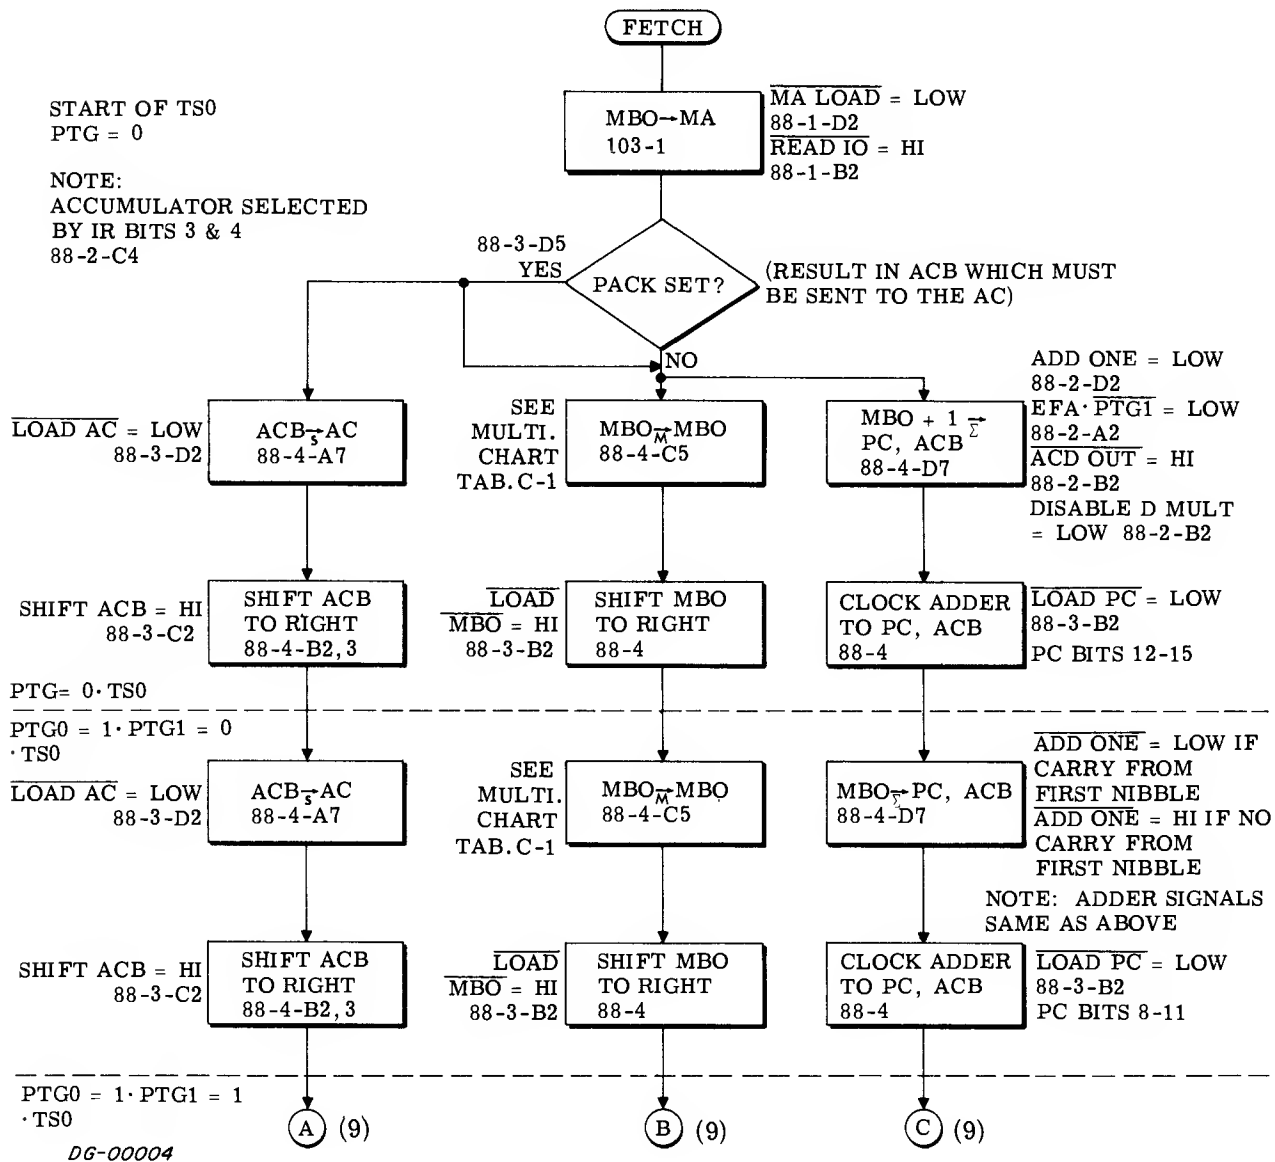 FETCH
START OF TS0
PTG = 0
NOTE:
ACCUMULATOR SELECTED
BY IR BITS 3 & 4
88-2-C4
MBO→MA
103-1
MA LOAD = LOW
88-1-D2
READ IO = HI
88-1-B2
88-3-D5
YES
PACK SET?
(RESULT IN ACB WHICH MUST
BE SENT TO THE AC)
NO
LOAD AC = LOW
88-3-D2
ACB→AC
S
88-4-A7
SEE
MULTI.
CHART
TAB.C-1
MBO→MBO
M
88-4-C5
MBO + 1 →
Σ
PC, ACB
88-4-D7
ADD ONE = LOW
88-2-D2
EFA·PTG1 = LOW
88-2-A2
ACD OUT = HI
88-2-B2
DISABLE D MULT
= LOW 88-2-B2
SHIFT ACB = HI
88-3-C2
SHIFT ACB
TO RIGHT
88-4-B2,3
LOAD
MBO = HI
88-3-B2
SHIFT MBO
TO RIGHT
88-4
CLOCK ADDER
TO PC, ACB
88-4
LOAD PC = LOW
88-3-B2
PC BITS 12-15
PTG= 0·TS0
PTG0 = 1·PTG1 = 0
·TS0
LOAD AC = LOW
88-3-D2
ACB→AC
S
88-4-A7
SEE
MULTI.
CHART
TAB.C-1
MBO→MBO
M
88-4-C5
MBO→PC, ACB
Σ
88-4-D7
ADD ONE = LOW IF
CARRY FROM
FIRST NIBBLE
ADD ONE = HI IF NO
CARRY FROM
FIRST NIBBLE
NOTE: ADDER SIGNALS
SAME AS ABOVE
SHIFT ACB = HI
88-3-C2
SHIFT ACB
TO RIGHT
88-4-B2,3
LOAD
MBO = HI
88-3-B2
SHIFT MBO
TO RIGHT
88-4
CLOCK ADDER
TO PC, ACB
88-4
LOAD PC = LOW
88-3-B2
PC BITS 8-11
PTG0 = 1·PTG1 = 1
·TS0
A (9)
B (9)
C (9)
DG-00004